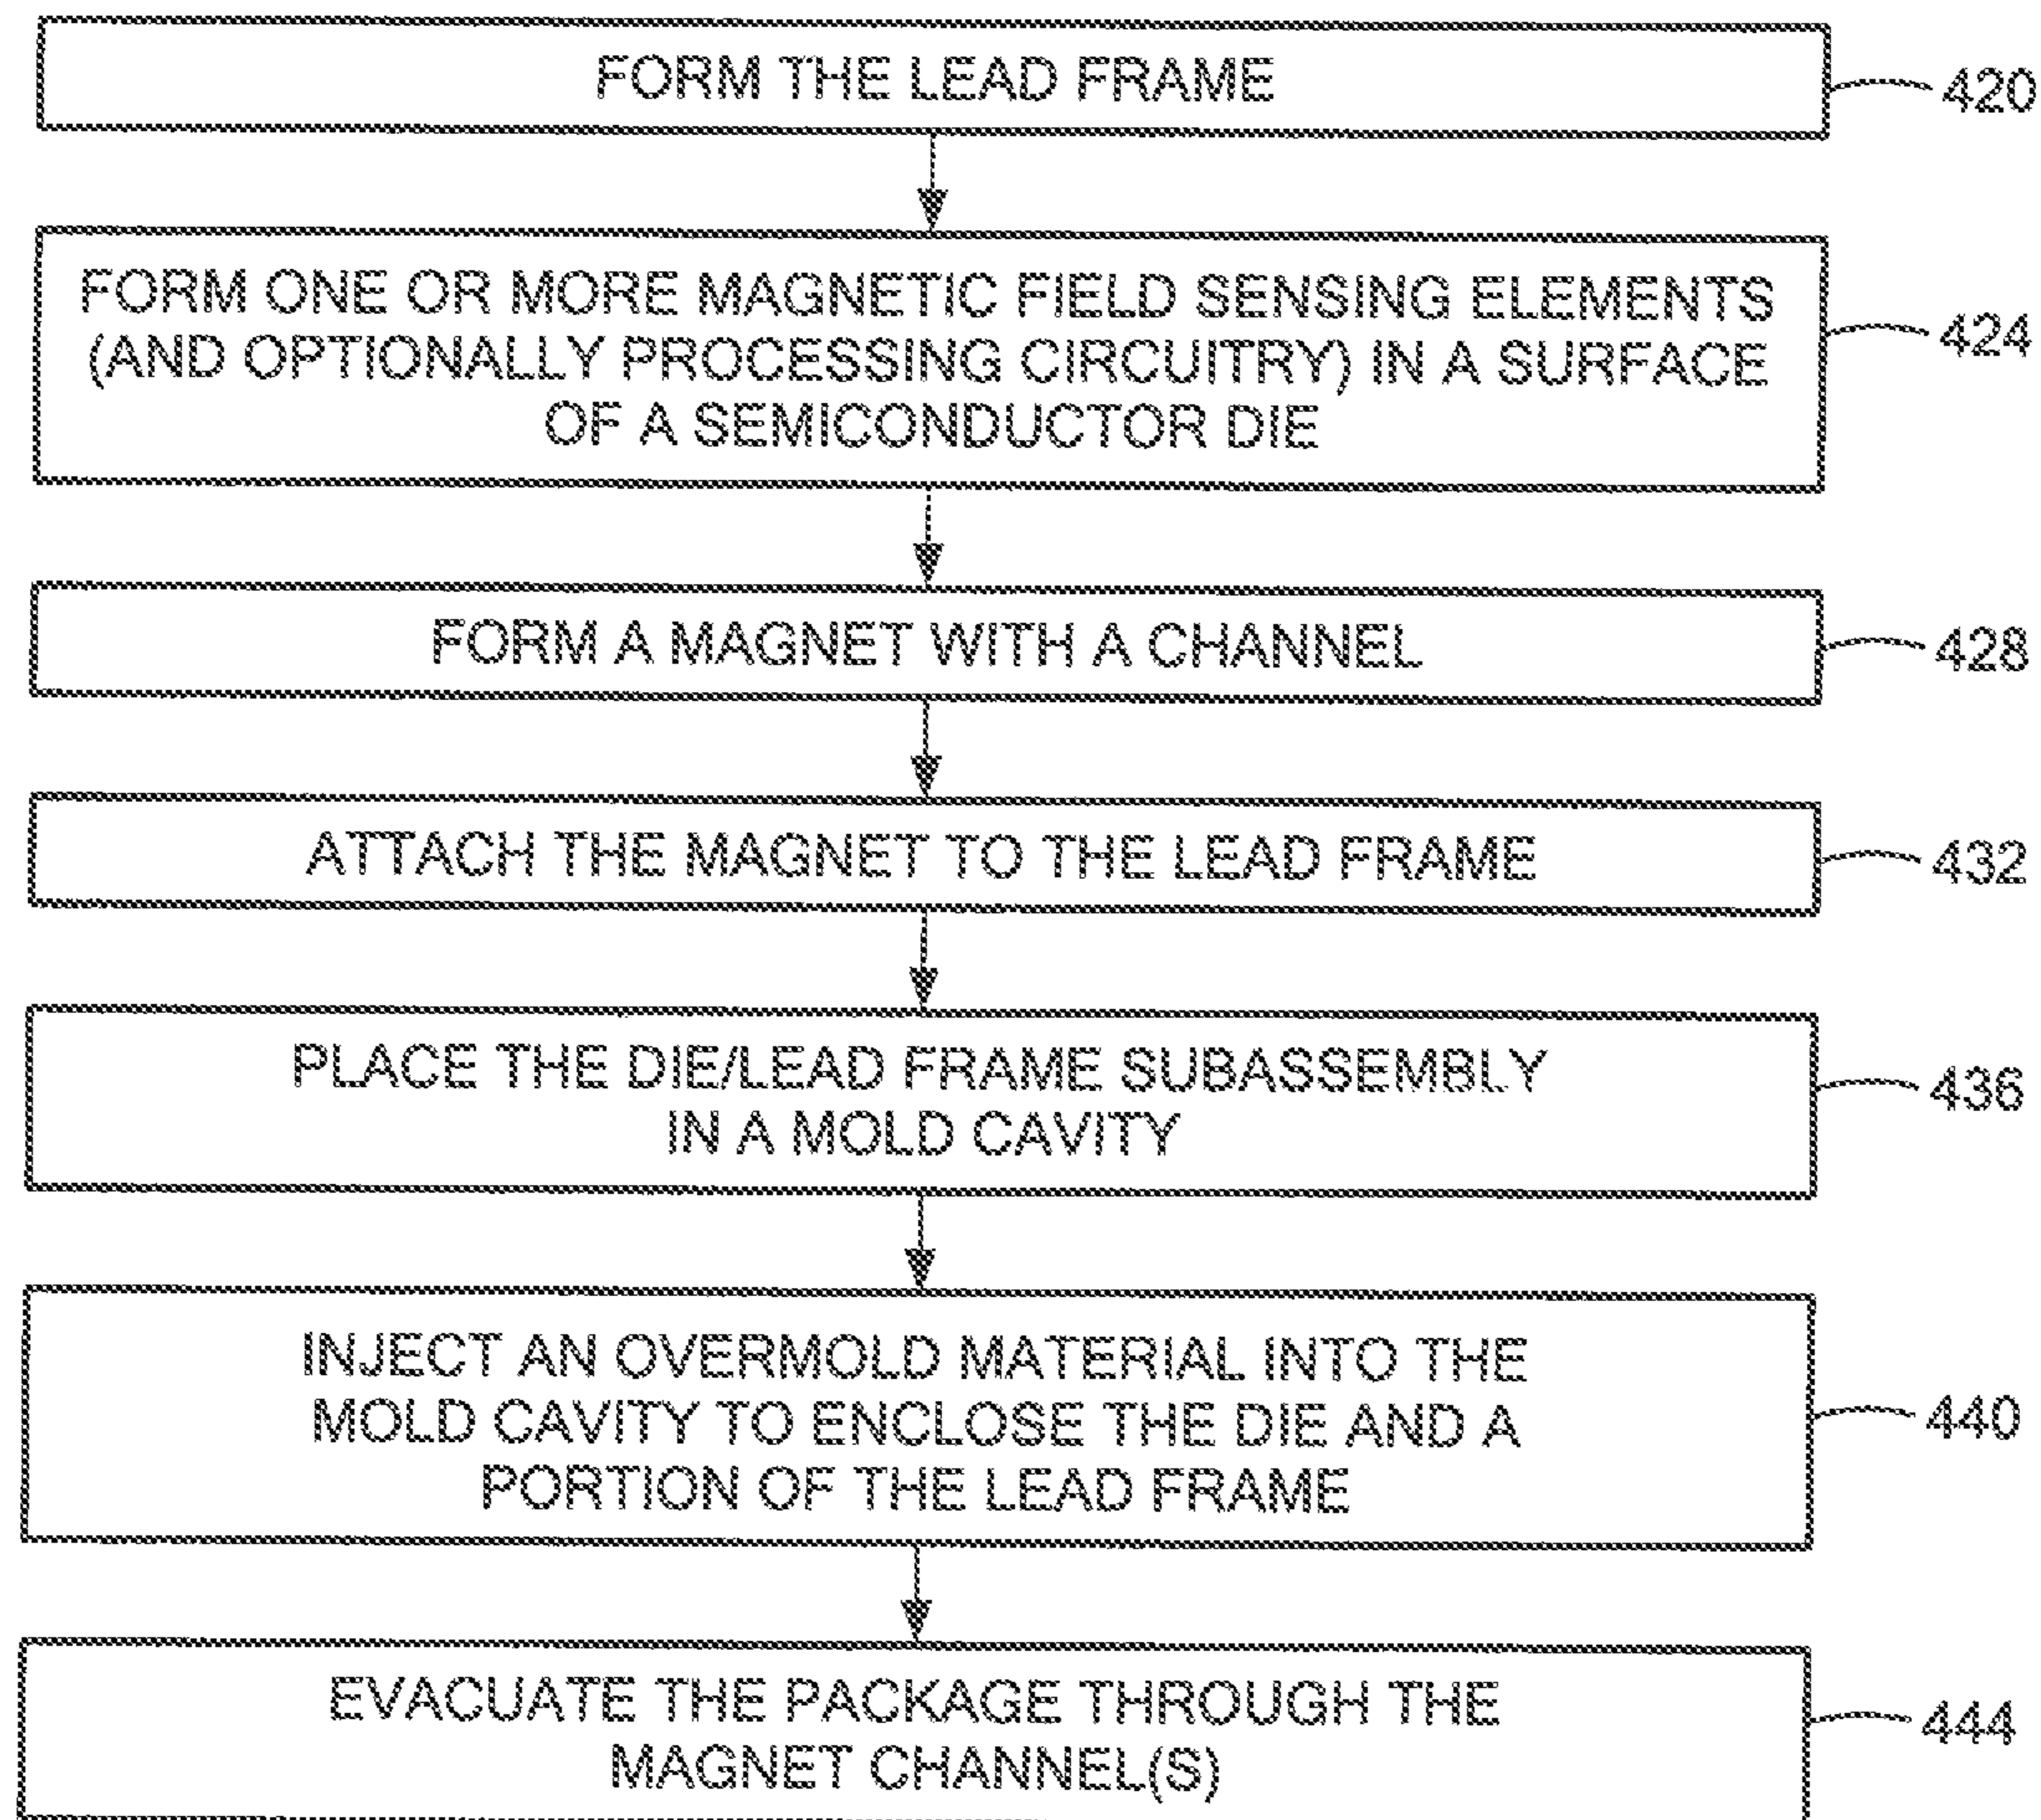 FORM THE LEAD FRAME
420
FORM ONE OR MORE MAGNETIC FIELD SENSING ELEMENTS
(AND OPTIONALLY PROCESSING CIRCUITRY) IN A SURFACE
OF A SEMICONDUCTOR DIE
424
FORM A MAGNET WITH A CHANNEL
428
ATTACH THE MAGNET TO THE LEAD FRAME
432
PLACE THE DIE/LEAD FRAME SUBASSEMBLY
IN A MOLD CAVITY
436
INJECT AN OVERMOLD MATERIAL INTO THE
MOLD CAVITY TO ENCLOSE THE DIE AND A
PORTION OF THE LEAD FRAME
440
EVACUATE THE PACKAGE THROUGH THE
MAGNET CHANNEL(S)
444